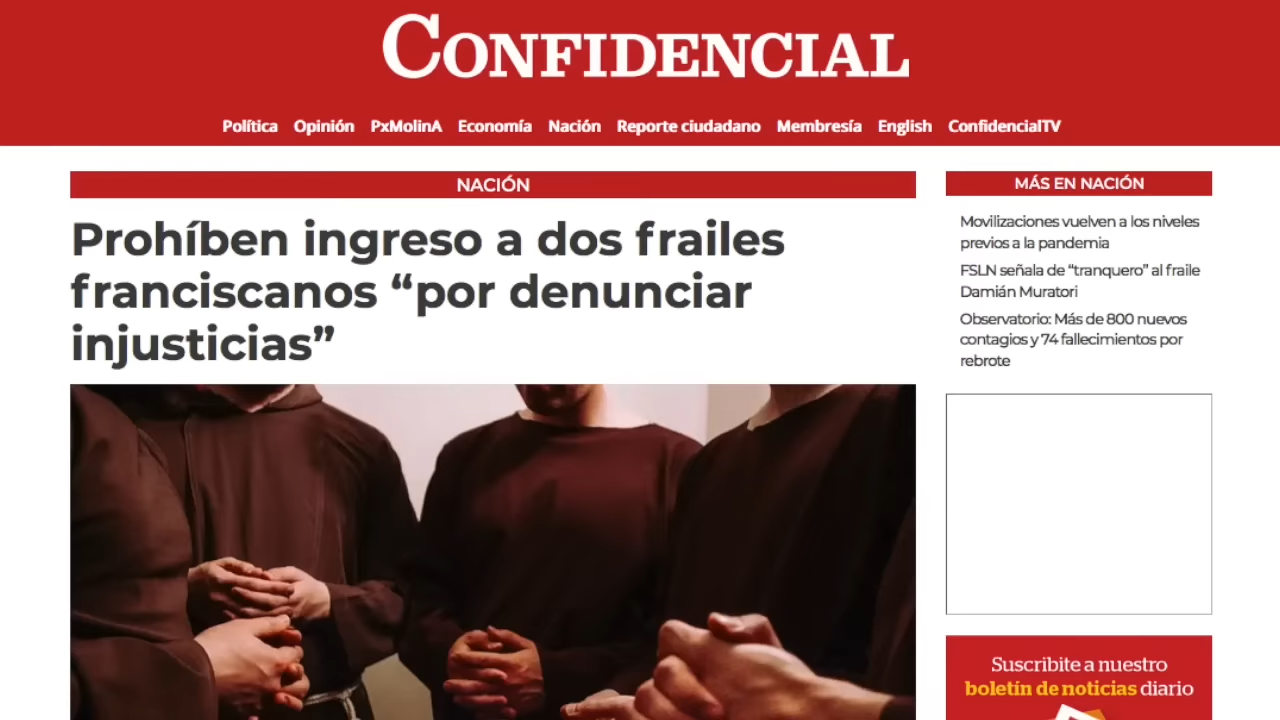 CONFIDENCIAL
Política Opinión PxMolinA Economía Nación Reporte ciudadano Membresía English ConfidencialTV
NACIÓN
Prohíben ingreso a dos frailes
franciscanos “por denunciar
injusticias”
MÁS EN NACIÓN
Movilizaciones vuelven a los niveles
previos a la pandemia
FSLN señala de “tranquero” al fraile
Damián Muratori
Observatorio: Más de 800 nuevos
contagios y 74 fallecimientos por
rebrote
Suscribite a nuestro
boletín de noticias diario